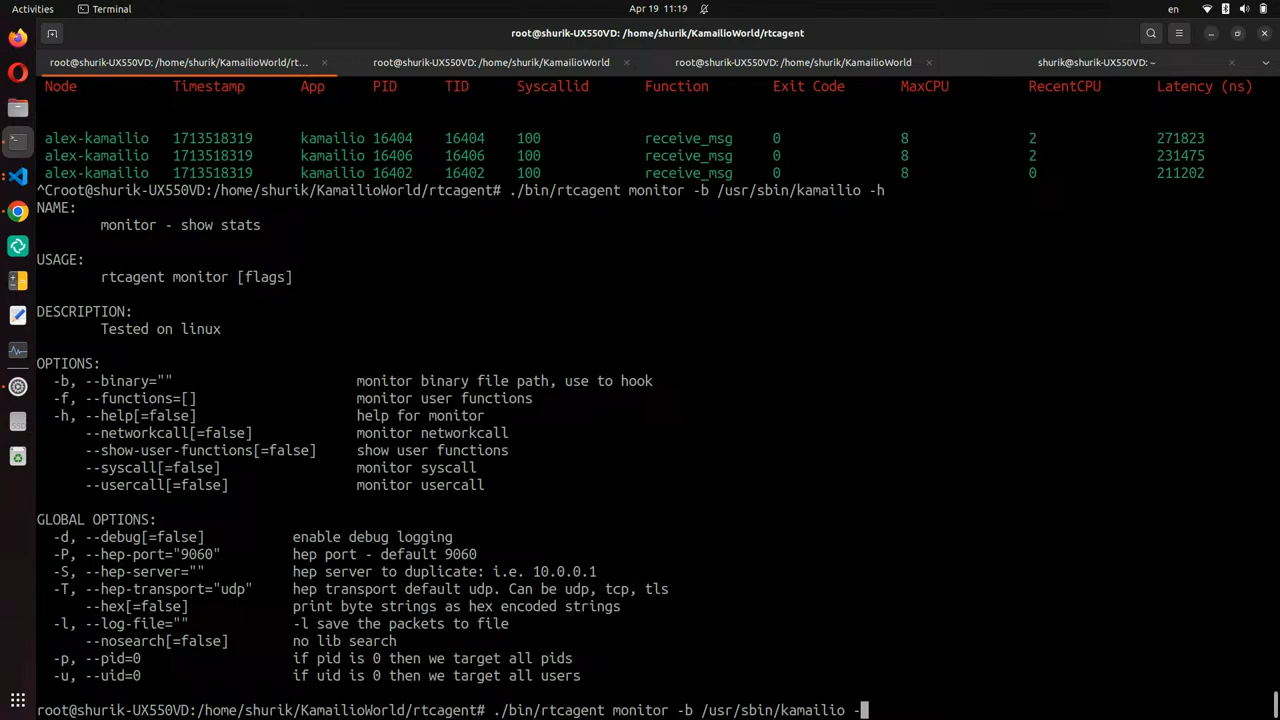 Activities Terminal Apr 19 11:19 en
root@shurik-UX550VD: /home/shurik/KamailioWorld/rtcagent
root@shurik-UX550VD: /home/shurik/KamailioWorld/rt... × root@shurik-UX550VD: /home/shurik/KamailioWorld × root@shurik-UX550VD: /home/shurik/KamailioWorld × shurik@shurik-UX550VD: ~ ×
Node Timestamp App PID TID Syscallid Function Exit Code MaxCPU RecentCPU Latency (ns)
alex-kamailio 1713518319 kamailio 16404 16404 100 receive_msg 0 8 2 271823
alex-kamailio 1713518319 kamailio 16406 16406 100 receive_msg 0 8 2 231475
alex-kamailio 1713518319 kamailio 16402 16402 100 receive_msg 0 8 0 211202
^Croot@shurik-UX550VD:/home/shurik/KamailioWorld/rtcagent# ./bin/rtcagent monitor -b /usr/sbin/kamailio -h
NAME:
monitor - show stats
USAGE:
rtcagent monitor [flags]
DESCRIPTION:
Tested on linux
OPTIONS:
-b, --binary="" monitor binary file path, use to hook
-f, --functions=[] monitor user functions
-h, --help[=false] help for monitor
--networkcall[=false] monitor networkcall
--show-user-functions[=false] show user functions
--syscall[=false] monitor syscall
--usercall[=false] monitor usercall
GLOBAL OPTIONS:
-d, --debug[=false] enable debug logging
-P, --hep-port="9060" hep port - default 9060
-S, --hep-server="" hep server to duplicate: i.e. 10.0.0.1
-T, --hep-transport="udp" hep transport default udp. Can be udp, tcp, tls
--hex[=false] print byte strings as hex encoded strings
-l, --log-file="" -l save the packets to file
--nosearch[=false] no lib search
-p, --pid=0 if pid is 0 then we target all pids
-u, --uid=0 if uid is 0 then we target all users
root@shurik-UX550VD:/home/shurik/KamailioWorld/rtcagent# ./bin/rtcagent monitor -b /usr/sbin/kamailio -